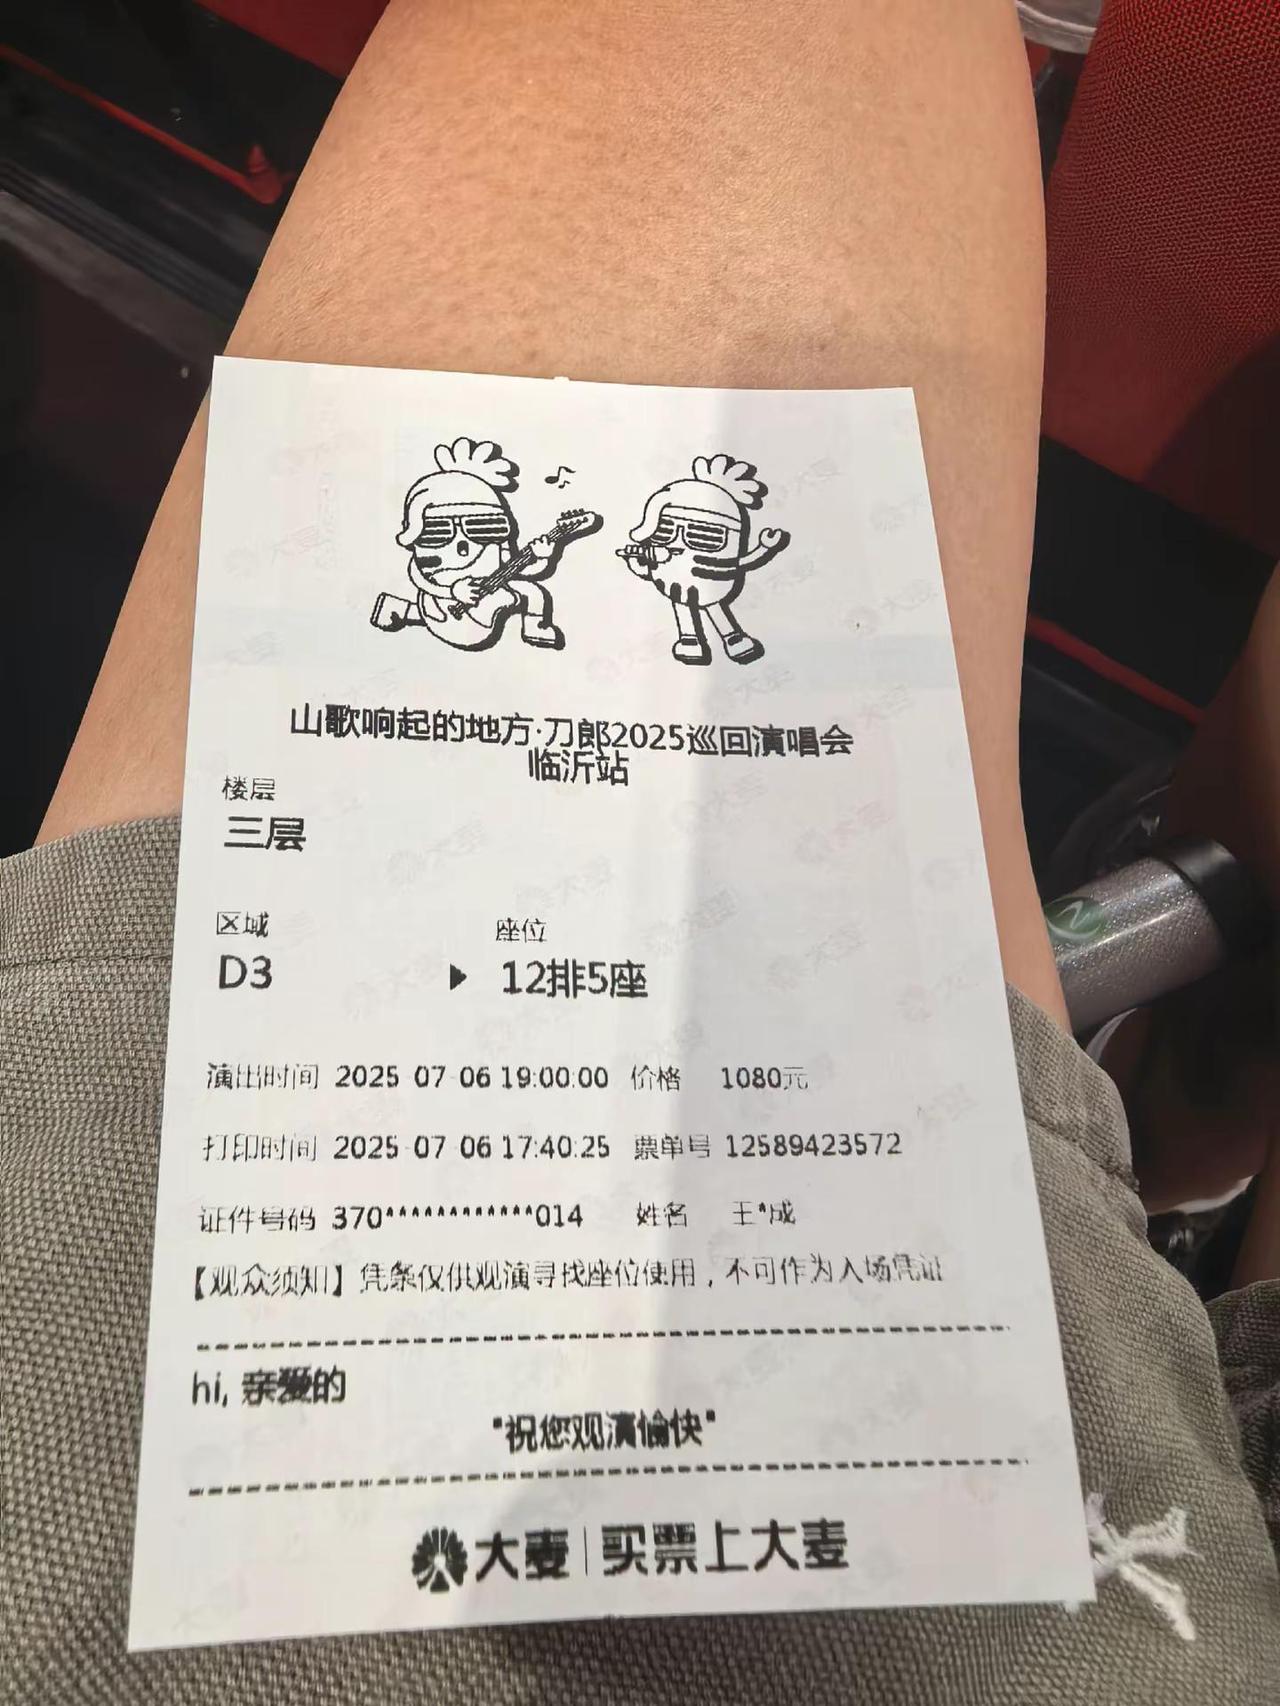 山歌响起的地方·刀郎2025巡回演唱会
临沂站
楼层
三层
区域 座位
D3 ▶ 12排5座
演出时间 2025-07-06 19:00:00 价格 1080元
打印时间 2025-07-06 17:40:25 票单号 12589423572
证件号码 370************014 姓名 王*成
【观众须知】凭条仅供观演寻找座位使用，不可作为入场凭证
hi, 亲爱的
"祝您观演愉快"
大麦 | 买票上大麦